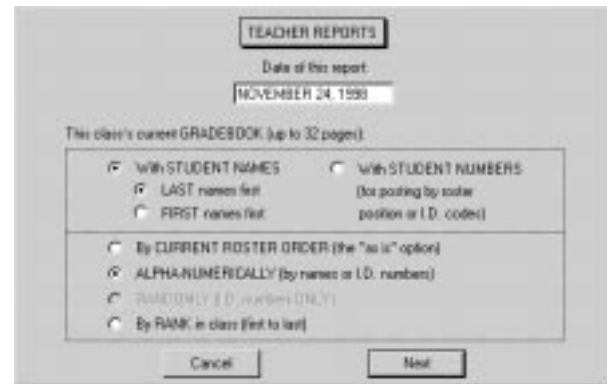 TEACHER REPORTS
Date of this report:
NOVEMBER 24, 1998
This class's current GRADEBOOK (up to 32 pages):
With STUDENT NAMES With STUDENT NUMBERS
LAST names first (for posting by roster
FIRST names first position or I.D. codes)
By CURRENT ROSTER ORDER (the "as is" option)
ALPHA-NUMERICALLY (by names or I.D. numbers)
RANDOMLY (I.D. numbers ONLY)
By RANK in class (first to last)
Cancel Next